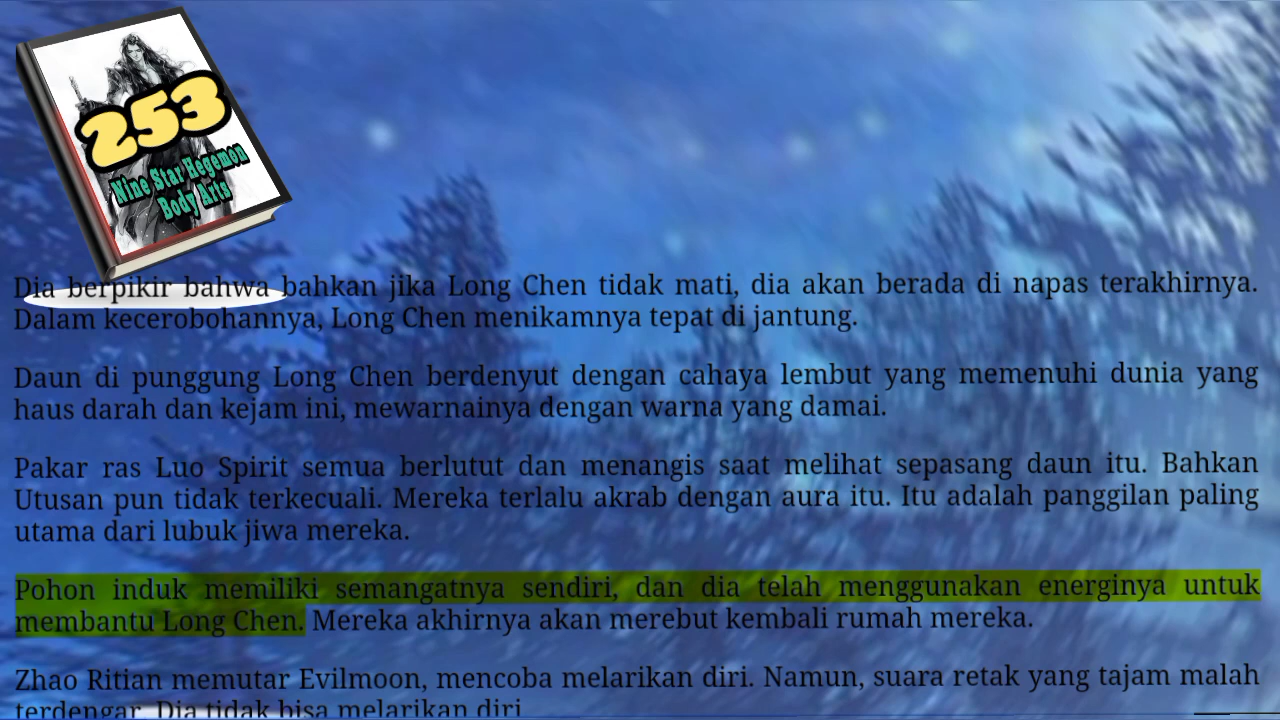 253
Nine Star Hegemon
Body Arts
Dia berpikir bahwa bahkan jika Long Chen tidak mati, dia akan berada di napas terakhirnya.
Dalam kecerobohannya, Long Chen menikamnya tepat di jantung.
Daun di punggung Long Chen berdenyut dengan cahaya lembut yang memenuhi dunia yang
haus darah dan kejam ini, mewarnainya dengan warna yang damai.
Pakar ras Luo Spirit semua berlutut dan menangis saat melihat sepasang daun itu. Bahkan
Utusan pun tidak terkecuali. Mereka terlalu akrab dengan aura itu. Itu adalah panggilan paling
utama dari lubuk jiwa mereka.
Pohon induk memiliki semangatnya sendiri, dan dia telah menggunakan energinya untuk
membantu Long Chen. Mereka akhirnya akan merebut kembali rumah mereka.
Zhao Ritian memutar Evilmoon, mencoba melarikan diri. Namun, suara retak yang tajam malah
terdengar. Dia tidak bisa melarikan diri